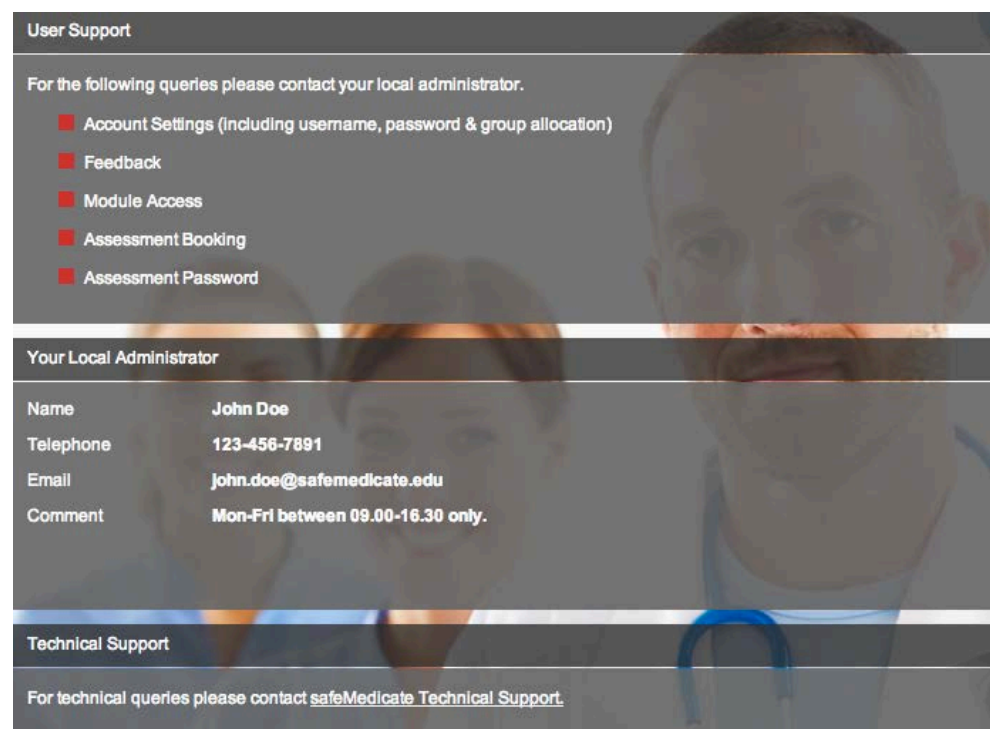 User Support
For the following queries please contact your local administrator.
Account Settings (including username, password & group allocation)
Feedback
Module Access
Assessment Booking
Assessment Password
Your Local Administrator
Name John Doe
Telephone 123-456-7891
Email john.doe@safemedicate.edu
Comment Mon-Fri between 09.00-16.30 only.
Technical Support
For technical queries please contact safeMedicate Technical Support.